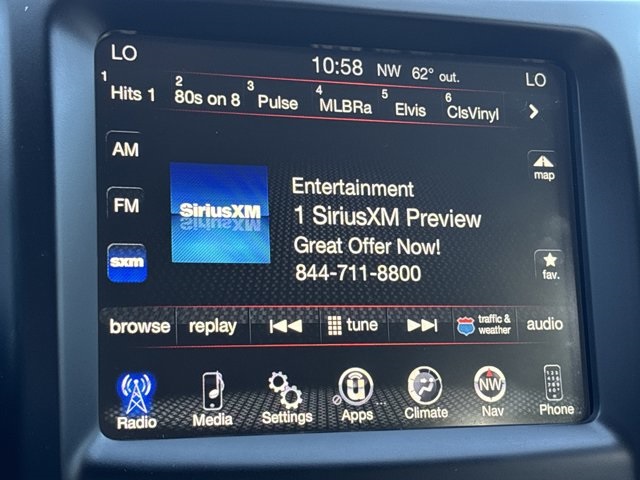 LO
10:58 NW 62° out.
LO
1 Hits 1
2 80s on 8
3 Pulse
4 MLBRa
5 Elvis
6 ClsVinyl
AM
map
FM
SiriusXM
Entertainment
1 SiriusXM Preview
Great Offer Now!
844-711-8800
sxm
fav.
browse replay tune traffic & weather audio
Radio Media Settings Apps Climate NW Nav Phone